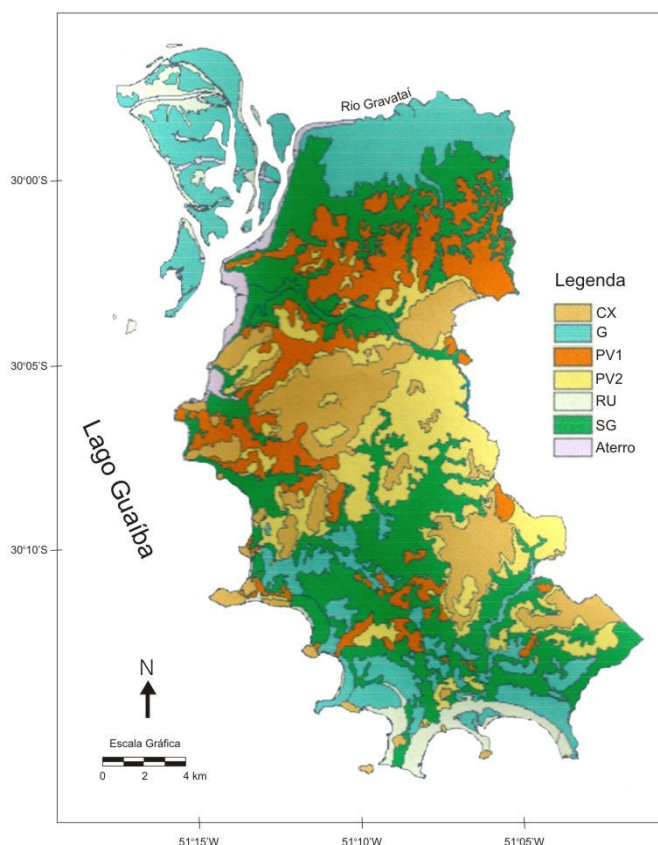 Rio Gravataí
30°00'S
Legenda
CX
G
PV1
30°05'S
PV2
RU
SG
Aterro
Lago Guaíba
30°10'S
N
Escala Gráfica
0 2 4 km
51°15'W 51°10'W 51°05'W